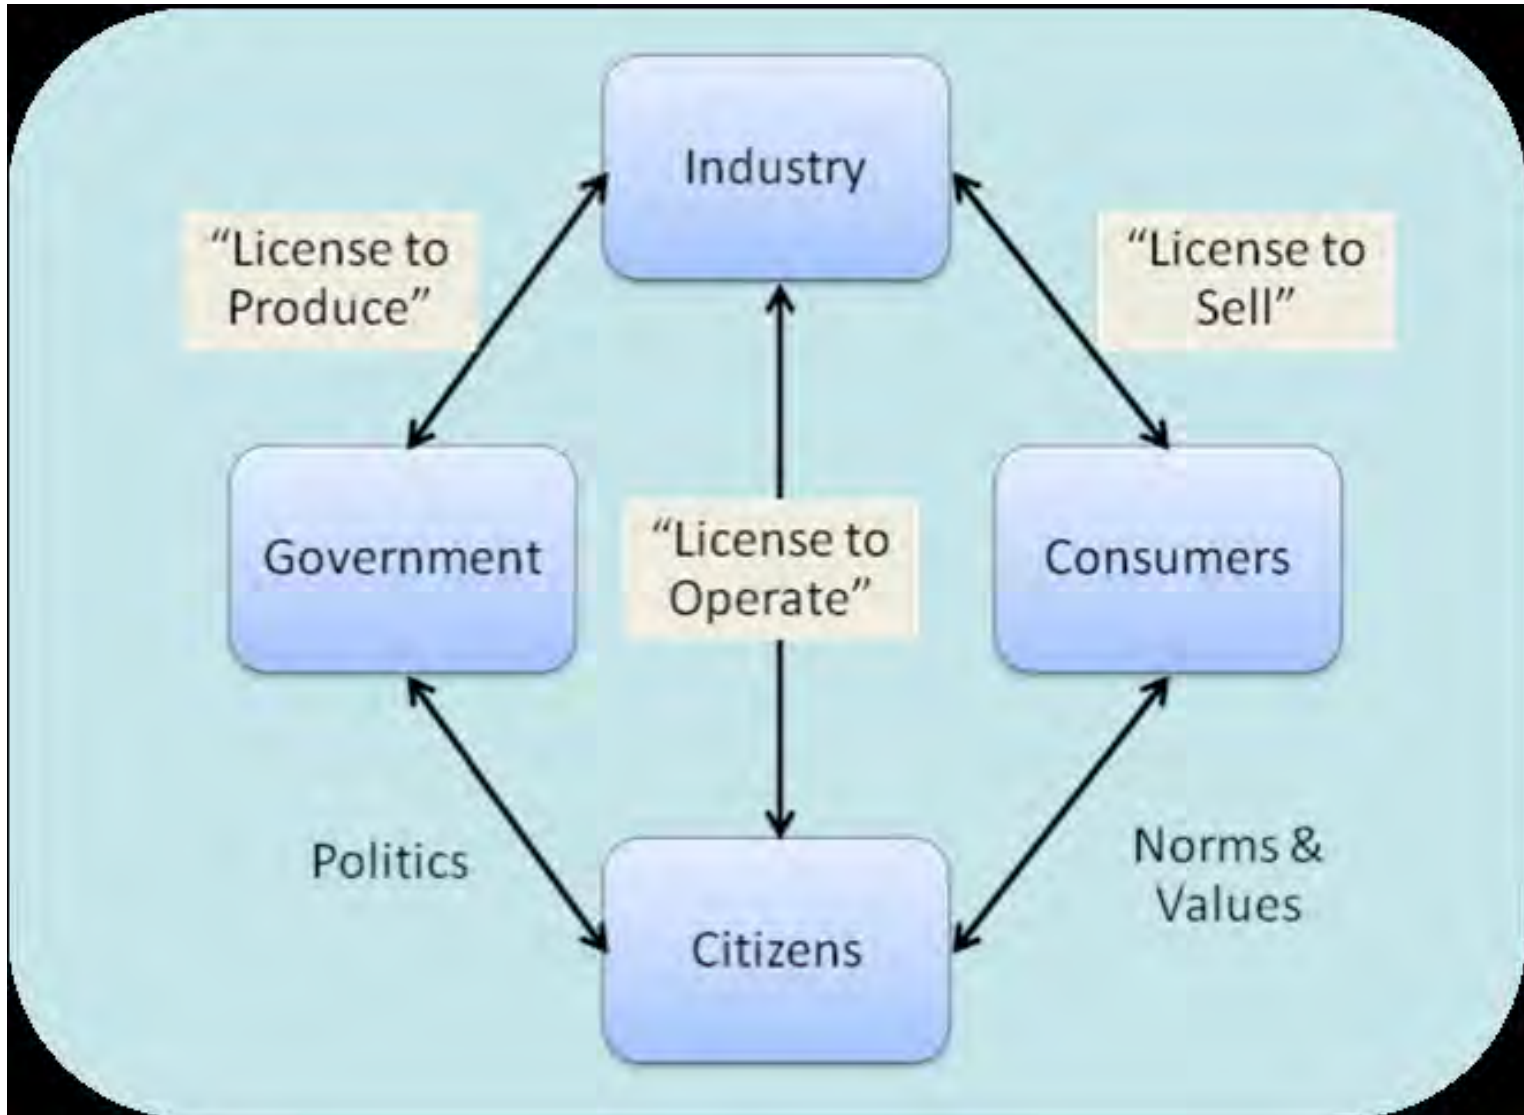 Industry
“License to
Produce”
“License to
Sell”
Government
“License to
Operate”
Consumers
Politics
Norms &
Values
Citizens